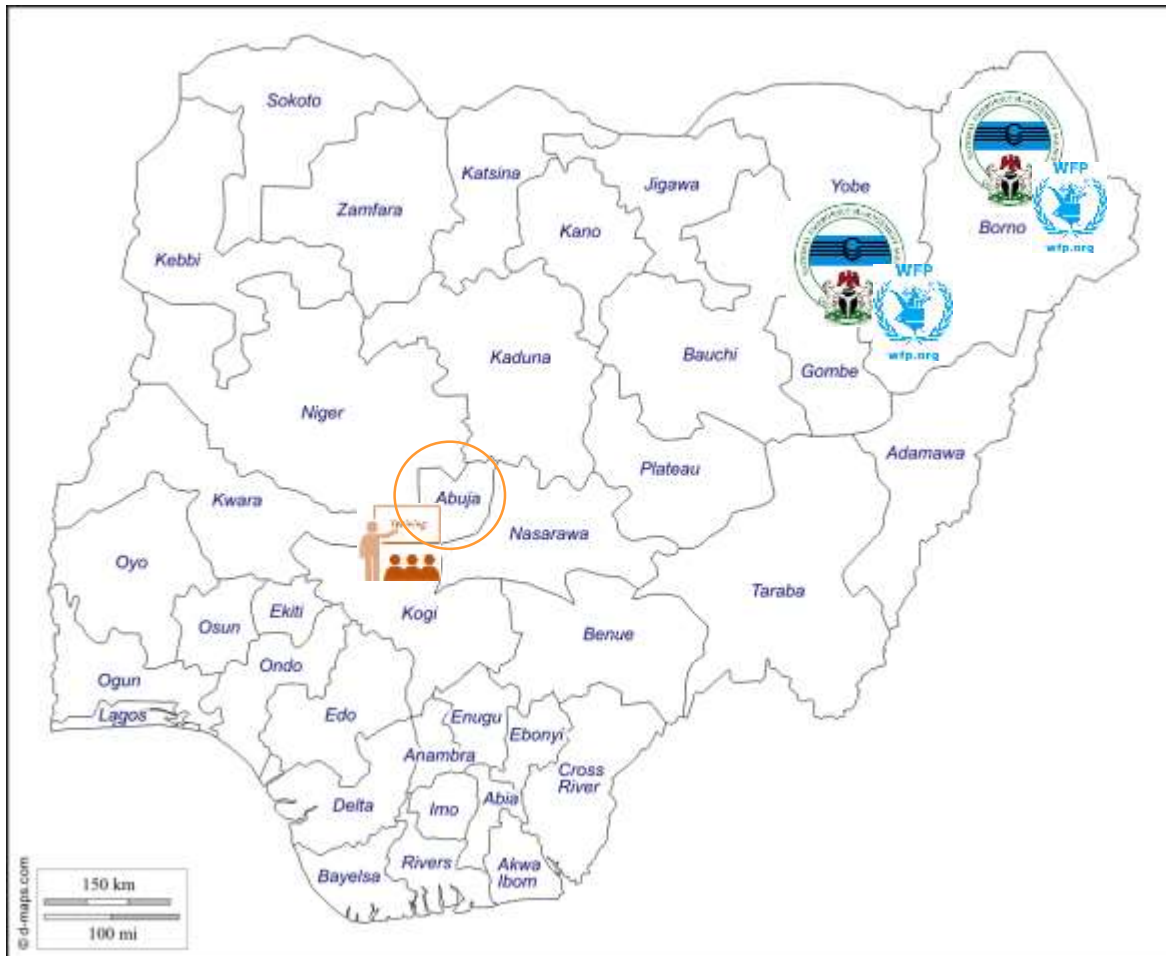 Sokoto
Katsina
Jigawa
Yobe
Zamfara
Kano
Borno
WFP
wfp.org
Kebbi
WFP
wfp.org
Kaduna
Bauchi
Gombe
Niger
Adamawa
Plateau
Abuja
Kwara
Training
Nasarawa
Oyo
Taraba
Ekiti
Kogi
Osun
Benue
Ondo
Ogun
Lagos
Edo
Enugu
Ebonyi
Anambra
Cross
River
Delta
Imo
Abia
Rivers
Bayelsa
Akwa
Ibom
150 km
100 mi
© d-maps.com